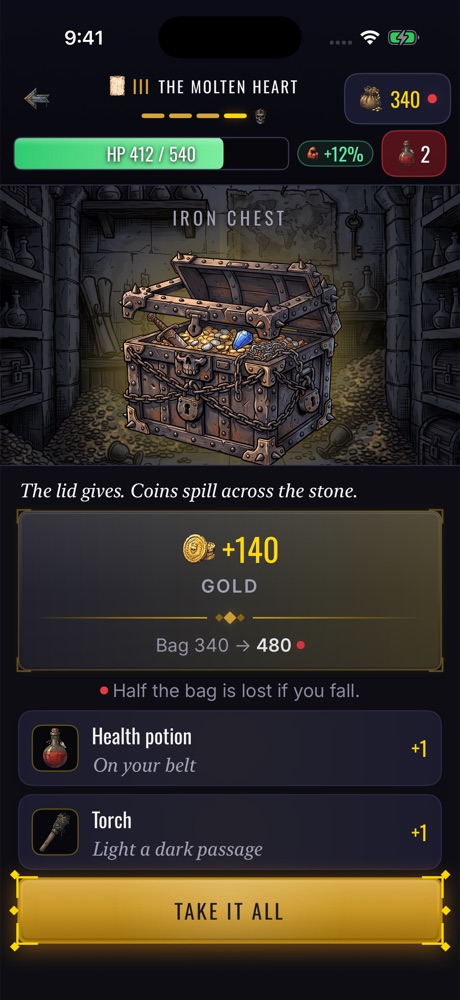 9:41
III THE MOLTEN HEART
340
HP 412 / 540
+12%
2
IRON CHEST
The lid gives. Coins spill across the stone.
+140
GOLD
Bag 340 → 480
Half the bag is lost if you fall.
Health potion
On your belt
+1
Torch
Light a dark passage
+1
TAKE IT ALL